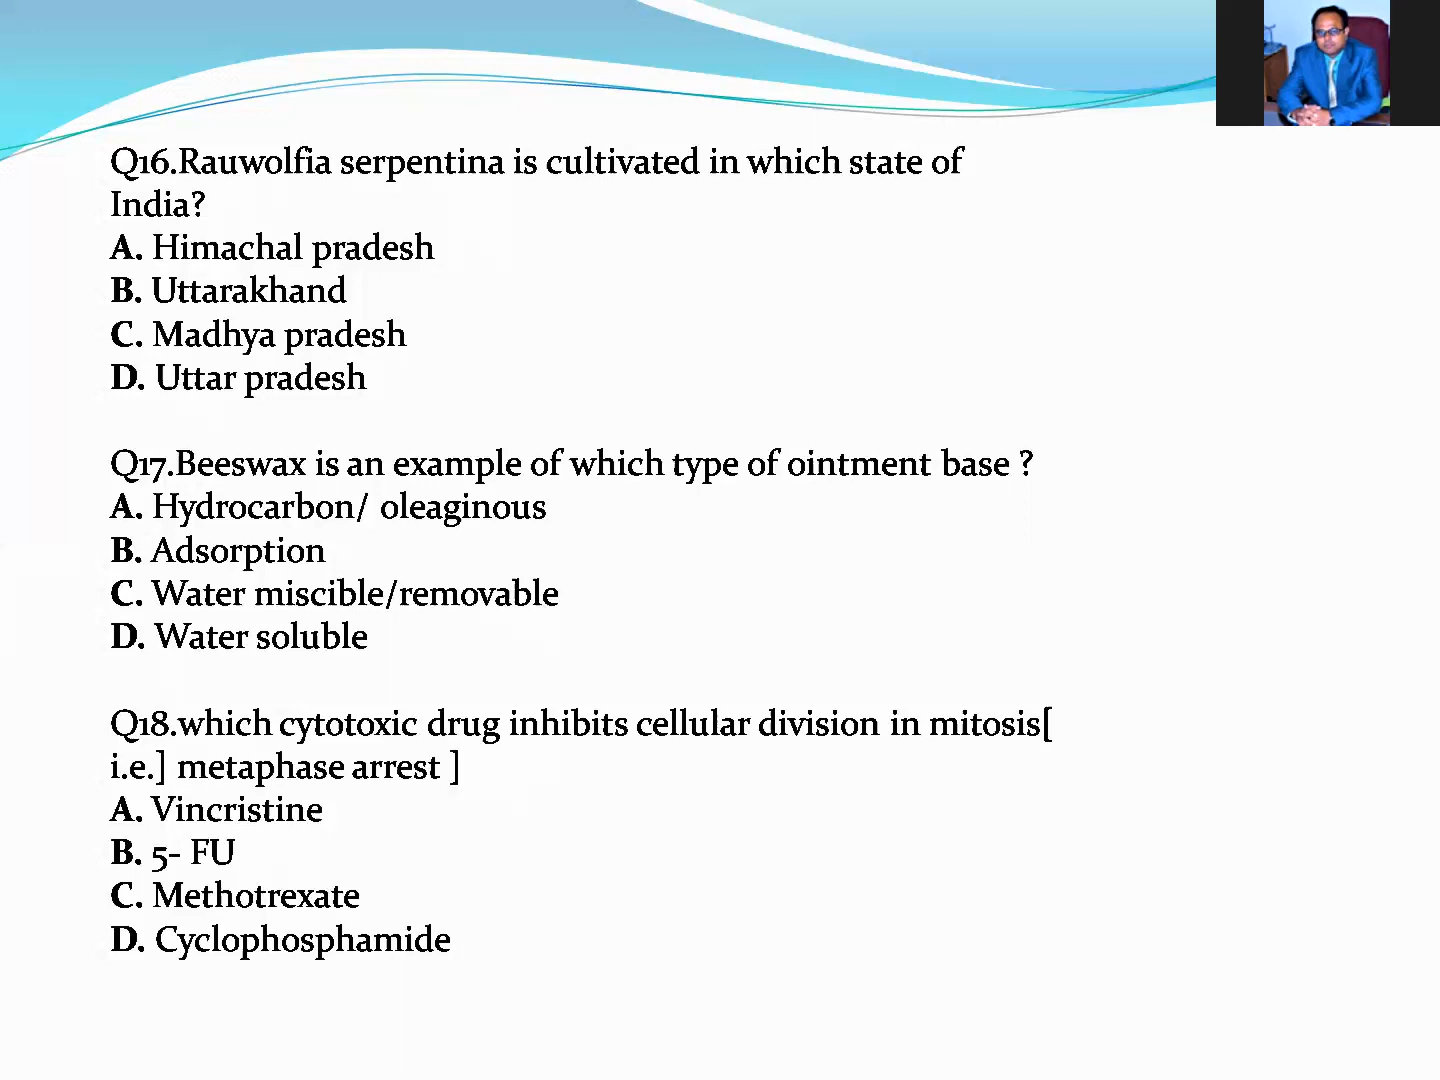 Q16.Rauwolfia serpentina is cultivated in which state of
India?
A. Himachal pradesh
B. Uttarakhand
C. Madhya pradesh
D. Uttar pradesh
Q17.Beeswax is an example of which type of ointment base ?
A. Hydrocarbon/ oleaginous
B. Adsorption
C. Water miscible/removable
D. Water soluble
Q18.which cytotoxic drug inhibits cellular division in mitosis[
i.e.] metaphase arrest ]
A. Vincristine
B. 5- FU
C. Methotrexate
D. Cyclophosphamide